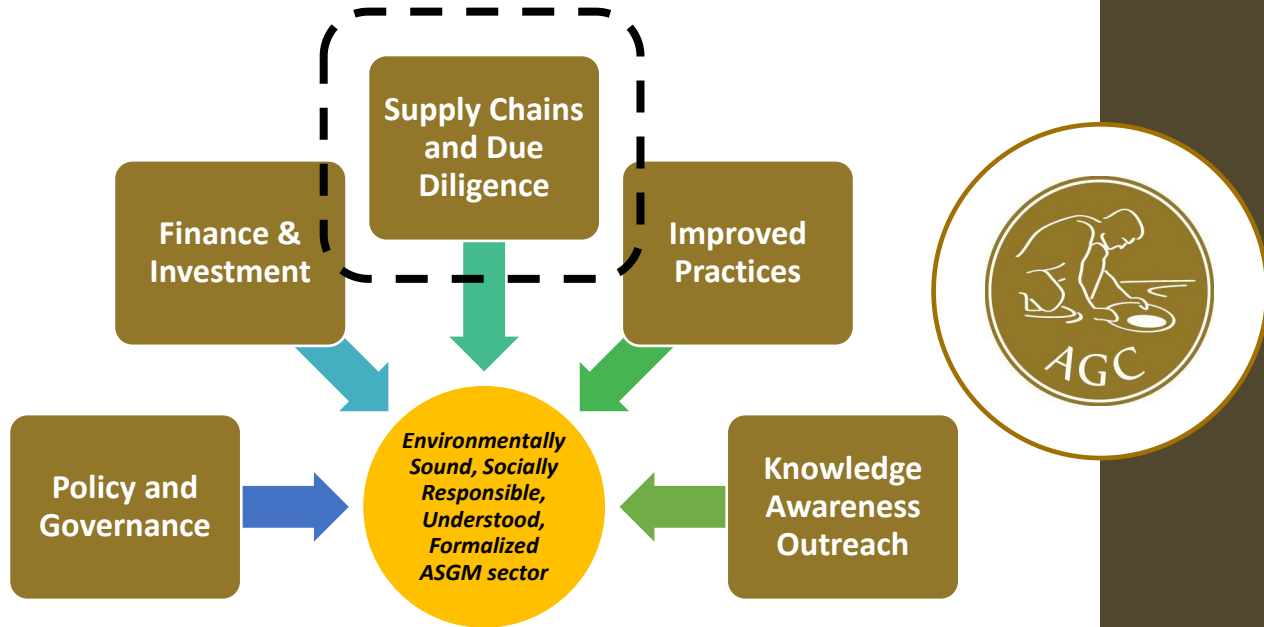 Supply Chains
and Due
Diligence
Finance &
Investment
Improved
Practices
Policy and
Governance
Environmentally
Sound, Socially
Responsible,
Understood,
Formalized
ASGM sector
Knowledge
Awareness
Outreach
AGC